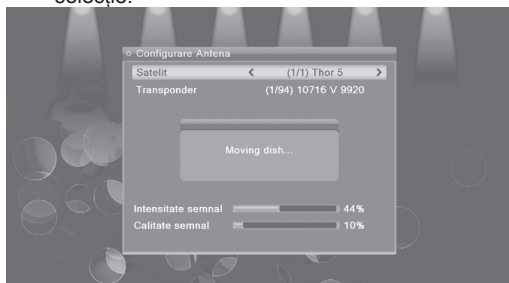 selecție.
Configurare Antena
Satelit (1/1) Thor 5
Transponder (1/94) 10716 V 9920
Moving dish...
Intensitate semnal 44%
Calitate semnal 10%